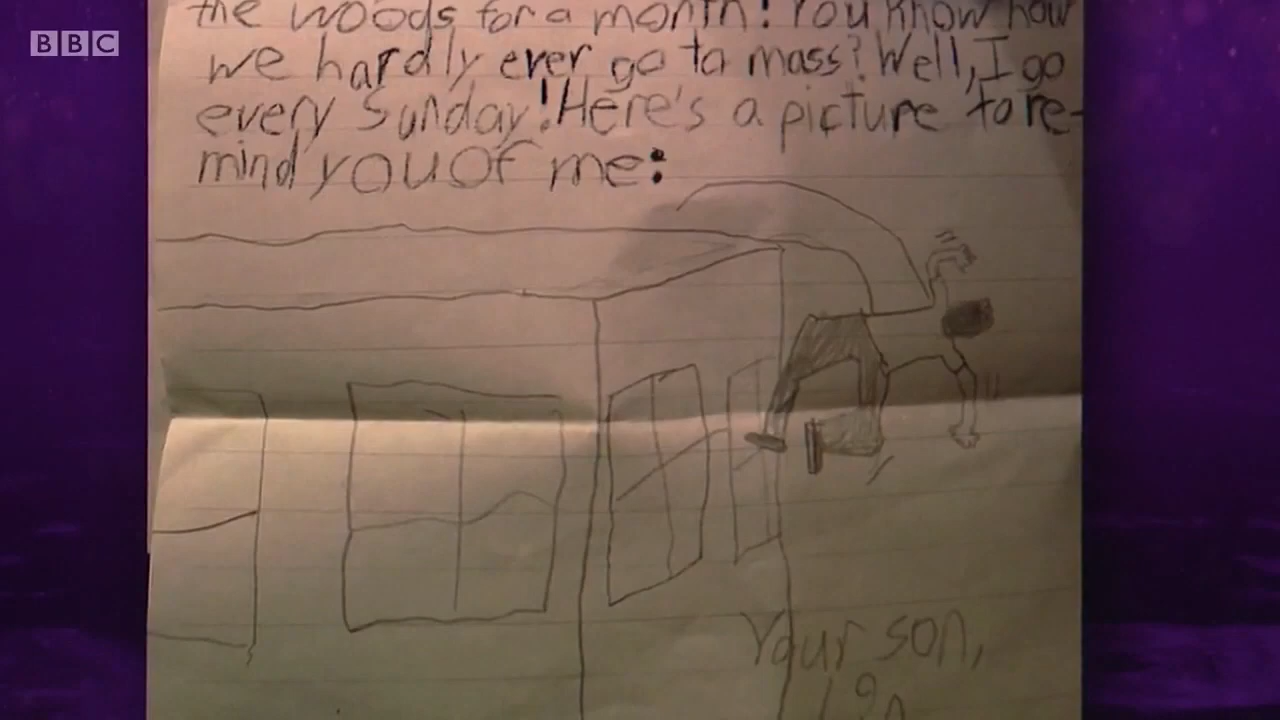 BBC
the woods for a month! You know how
we hardly ever go to mass? Well, I go
every Sunday! Here's a picture to re-
mind you of me:
Your son,